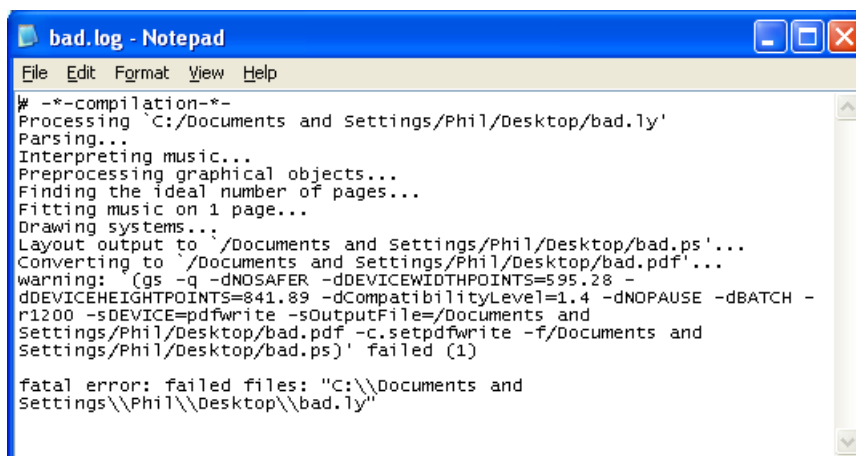 bad.log - Notepad
File Edit Format View Help
# -*-compilation-*-
Processing `C:/Documents and Settings/Phil/Desktop/bad.ly'
Parsing...
Interpreting music...
Preprocessing graphical objects...
Finding the ideal number of pages...
Fitting music on 1 page...
Drawing systems...
Layout output to `/Documents and Settings/Phil/Desktop/bad.ps'...
Converting to `/Documents and Settings/Phil/Desktop/bad.pdf'...
warning: `(gs -q -dNOSAFER -dDEVICEWIDTHPOINTS=595.28 -
dDEVICEHEIGHTPOINTS=841.89 -dCompatibilityLevel=1.4 -dNOPAUSE -dBATCH -
r1200 -sDEVICE=pdfwrite -sOutputFile=/Documents and
Settings/Phil/Desktop/bad.pdf -c.setpdfwrite -f/Documents and
Settings/Phil/Desktop/bad.ps)' failed (1)
fatal error: failed files: "C:\\Documents and
Settings\\Phil\\Desktop\\bad.ly"